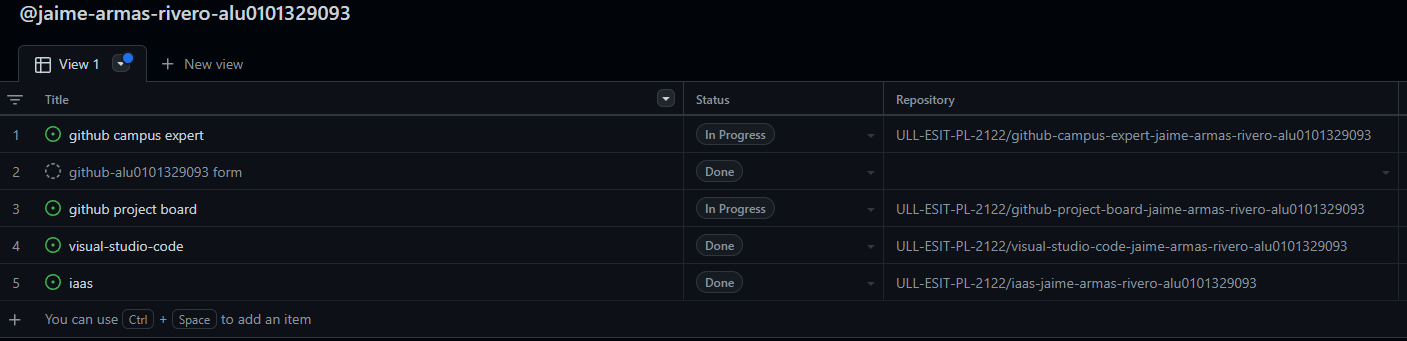 @jaime-armas-rivero-alu0101329093
View 1 New view
Title Status Repository
1 github campus expert In Progress ULL-ESIT-PL-2122/github-campus-expert-jaime-armas-rivero-alu0101329093
2 github-alu0101329093 form Done
3 github project board In Progress ULL-ESIT-PL-2122/github-project-board-jaime-armas-rivero-alu0101329093
4 visual-studio-code Done ULL-ESIT-PL-2122/visual-studio-code-jaime-armas-rivero-alu0101329093
5 iaas Done ULL-ESIT-PL-2122/iaas-jaime-armas-rivero-alu0101329093
+ You can use Ctrl + Space to add an item